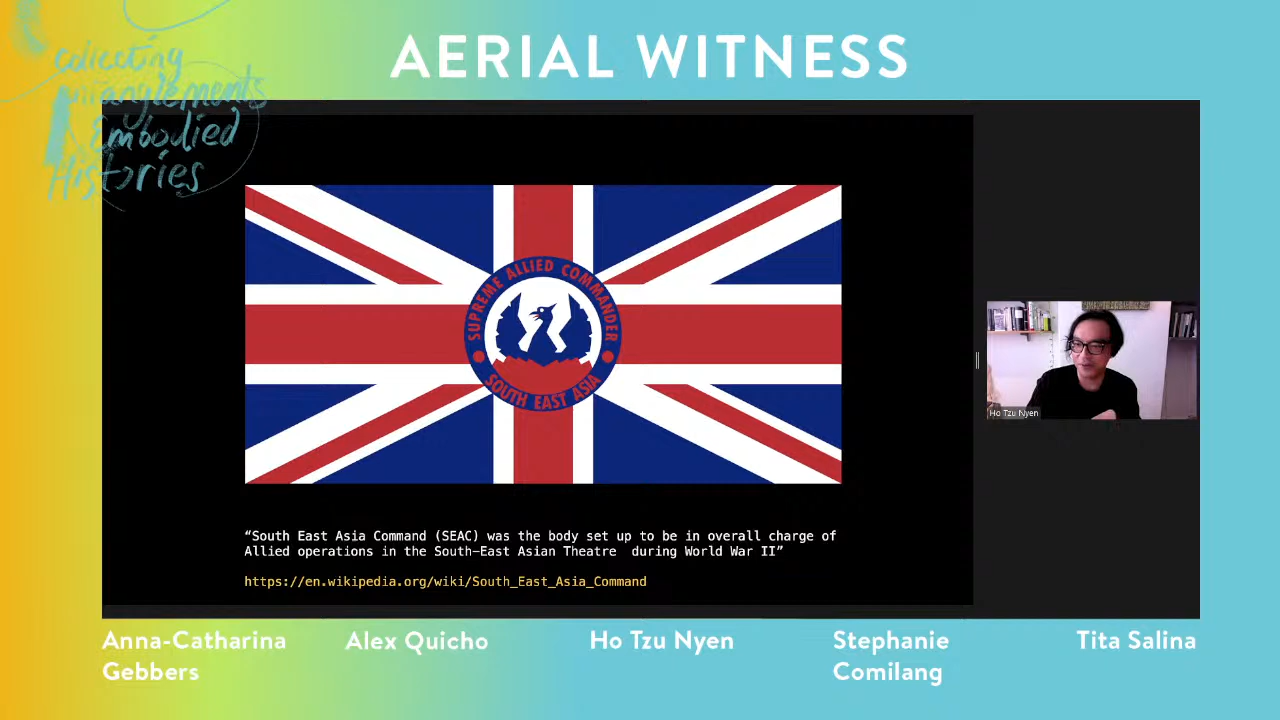 AERIAL WITNESS
Collecting
Entanglements
Embodied
Histories
SUPREME ALLIED COMMANDER
SOUTH EAST ASIA
Ho Tzu Nyen
“South East Asia Command (SEAC) was the body set up to be in overall charge of
Allied operations in the South-East Asian Theatre  during World War II”
https://en.wikipedia.org/wiki/South_East_Asia_Command
Anna-Catharina
Gebbers
Alex Quicho
Ho Tzu Nyen
Stephanie
Comilang
Tita Salina